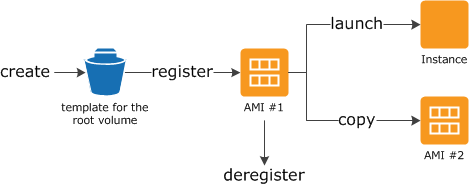 launch
Instance
create
register
template for the
root volume
AMI #1
copy
AMI #2
deregister